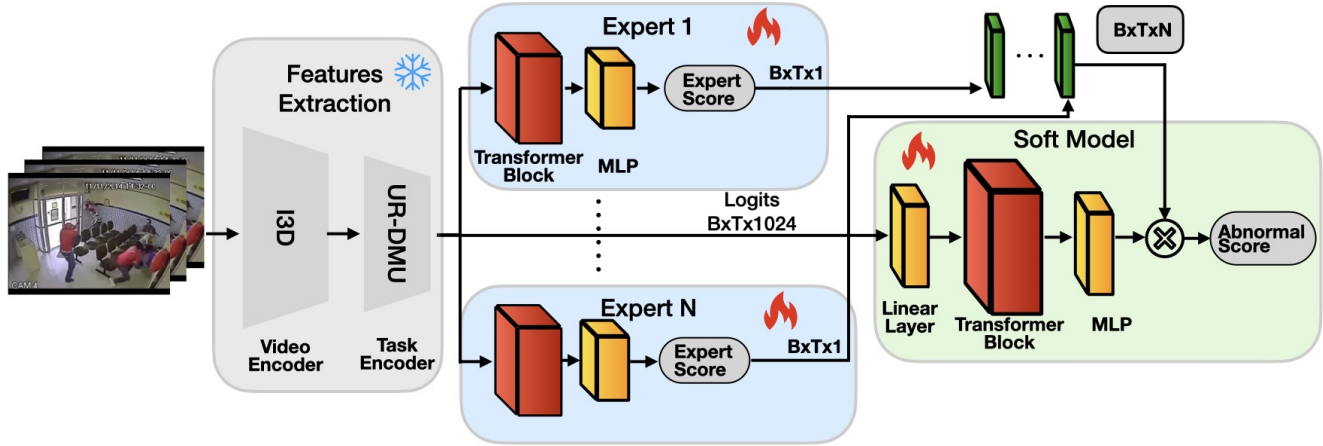 Features
Extraction
I3D
UR-DMU
Video
Encoder
Task
Encoder
CAM 4
Expert 1
Transformer
Block
MLP
Expert
Score
BxTx1
Logits
BxTx1024
Expert N
Expert
Score
BxTx1
BxTxN
Soft Model
Linear
Layer
Transformer
Block
MLP
Abnormal
Score